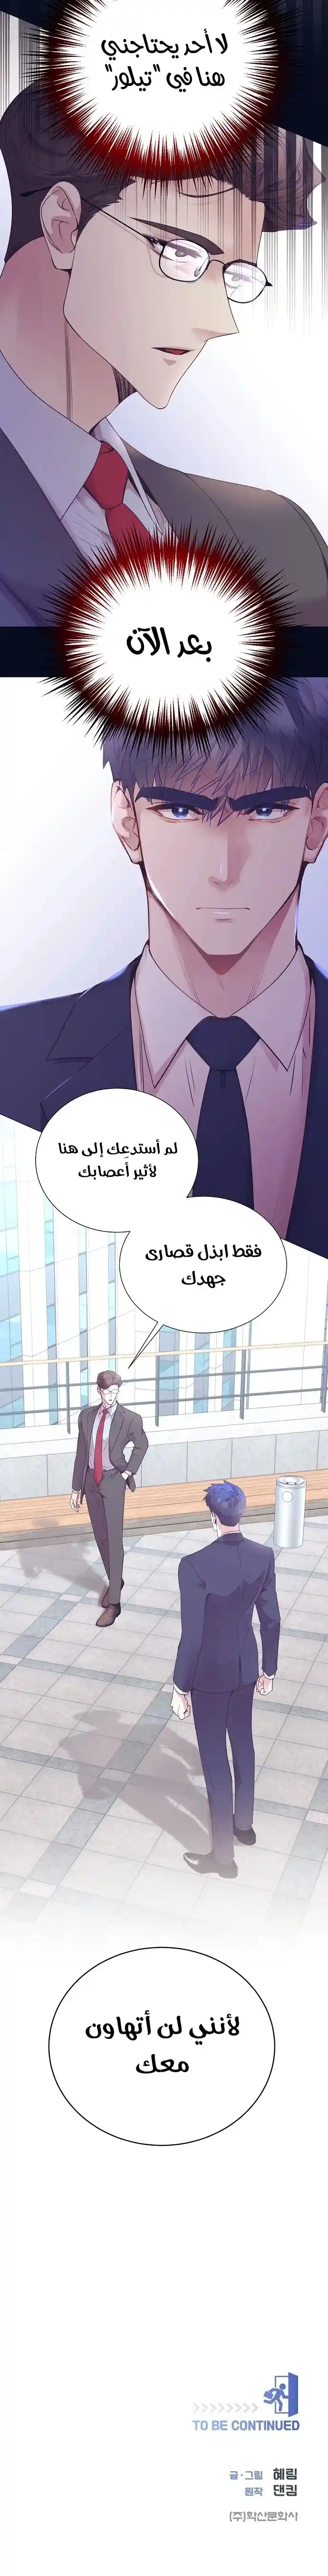 لا أحد يحتاجني
هنا في "تيلور"
بعد الآن
لم أستدعِك إلى هنا
لأثير أعصابك
فقط ابذل قصارى
جهدك
لأنني لن أتهاون
معك
TO BE CONTINUED
글·그림 혜림
원작 댄킴
(주)학산문화사